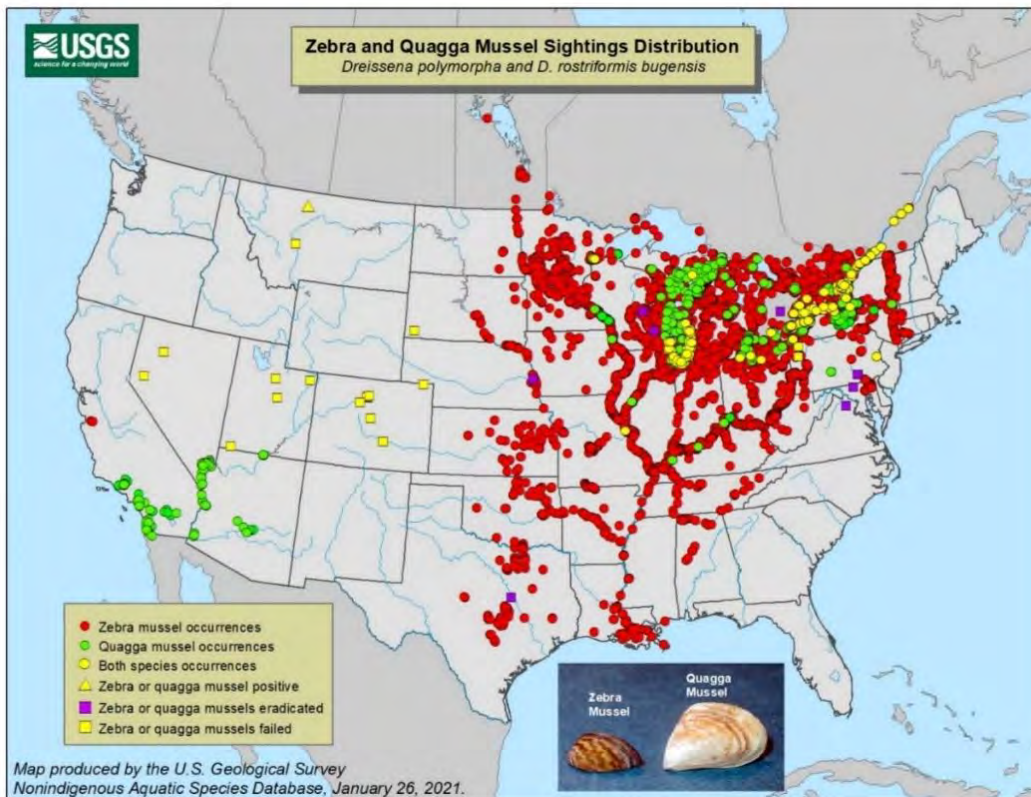 USGS
science for a changing world
Zebra and Quagga Mussel Sightings Distribution
Dreissena polymorpha and D. rostriformis bugensis
Zebra mussel occurrences
Quagga mussel occurrences
Both species occurrences
Zebra or quagga mussel positive
Zebra or quagga mussels eradicated
Zebra or quagga mussels failed
Zebra
Mussel
Quagga
Mussel
Map produced by the U.S. Geological Survey
Nonindigenous Aquatic Species Database, January 26, 2021.